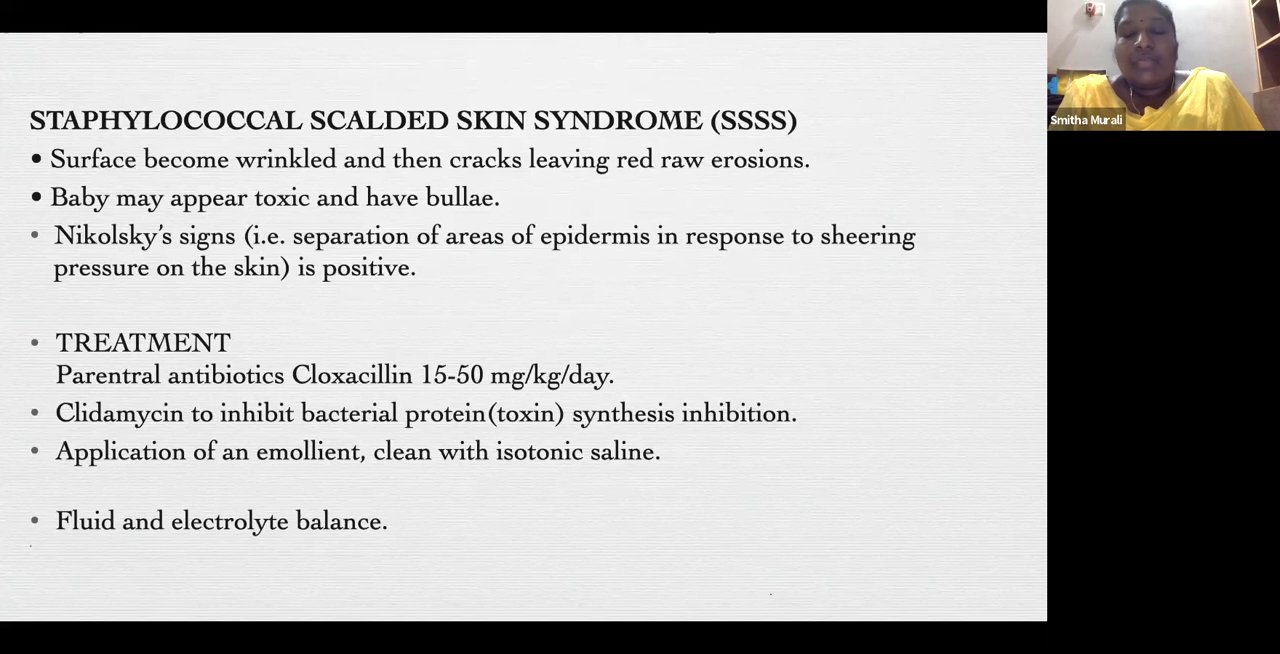 STAPHYLOCOCCAL SCALDED SKIN SYNDROME (SSSS)
• Surface become wrinkled and then cracks leaving red raw erosions.
• Baby may appear toxic and have bullae.
• Nikolsky’s signs (i.e. separation of areas of epidermis in response to sheering
pressure on the skin) is positive.
• TREATMENT
Parentral antibiotics Cloxacillin 15-50 mg/kg/day.
• Clidamycin to inhibit bacterial protein(toxin) synthesis inhibition.
• Application of an emollient, clean with isotonic saline.
• Fluid and electrolyte balance.
Smitha Murali